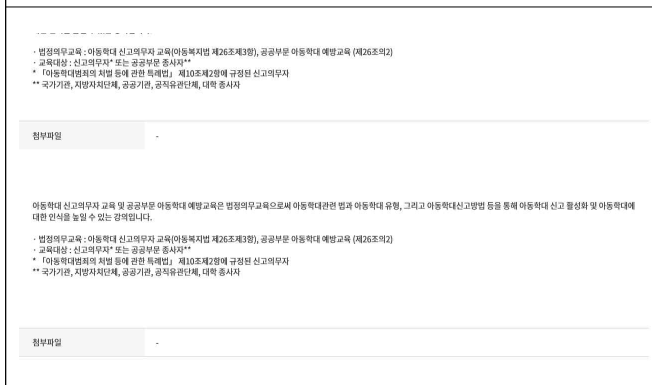 · 법정의무교육 : 아동학대 신고의무자 교육(아동복지법 제26조제3항), 공공부문 아동학대 예방교육 (제26조의2)
· 교육대상 : 신고의무자* 또는 공공부문 종사자**
* 「아동학대범죄의 처벌 등에 관한 특례법」 제10조제2항에 규정된 신고의무자
** 국가기관, 지방자치단체, 공공기관, 공직유관단체, 대학 종사자
첨부파일 -
아동학대 신고의무자 교육 및 공공부문 아동학대 예방교육은 법정의무교육으로써 아동학대관련 법과 아동학대 유형, 그리고 아동학대신고방법 등을 통해 아동학대 신고 활성화 및 아동학대에
대한 인식을 높일 수 있는 강의입니다.
· 법정의무교육 : 아동학대 신고의무자 교육(아동복지법 제26조제3항), 공공부문 아동학대 예방교육 (제26조의2)
· 교육대상 : 신고의무자* 또는 공공부문 종사자**
* 「아동학대범죄의 처벌 등에 관한 특례법」 제10조제2항에 규정된 신고의무자
** 국가기관, 지방자치단체, 공공기관, 공직유관단체, 대학 종사자
첨부파일 -